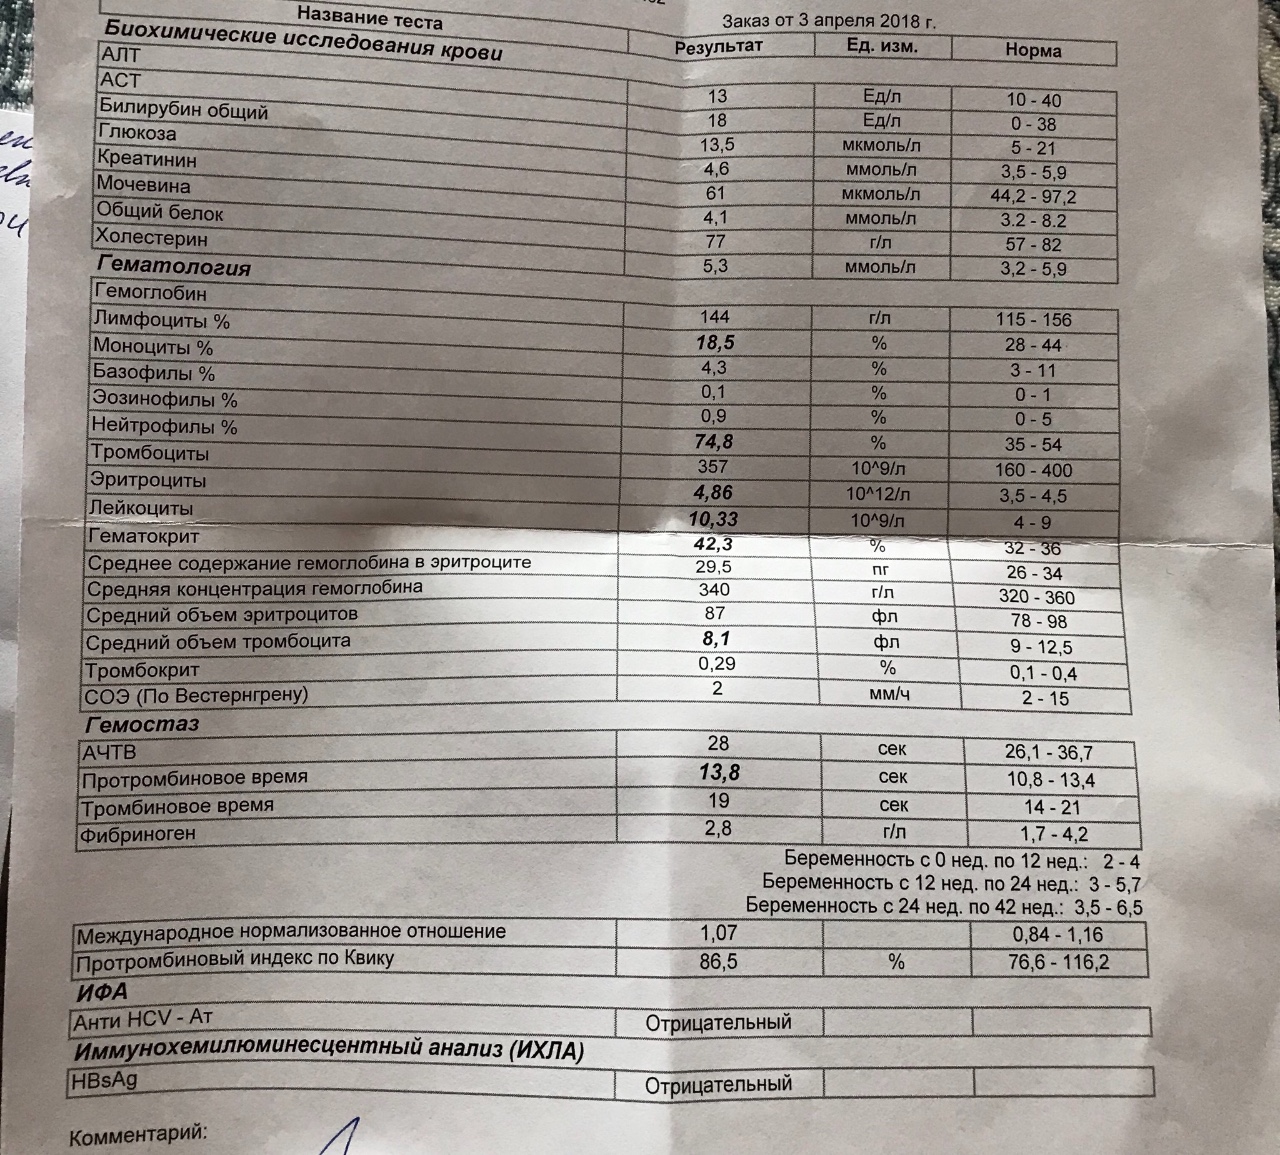 Заказ от 3 апреля 2018 г.
Название теста Результат Ед. изм. Норма
Биохимические исследования крови
АЛТ 13 Ед/л 10 - 40
АСТ 18 Ед/л 0 - 38
Билирубин общий 13,5 мкмоль/л 5 - 21
Глюкоза 4,6 ммоль/л 3,5 - 5,9
Креатинин 61 мкмоль/л 44,2 - 97,2
Мочевина 4,1 ммоль/л 3.2 - 8.2
Общий белок 77 г/л 57 - 82
Холестерин 5,3 ммоль/л 3,2 - 5,9
Гематология
Гемоглобин 144 г/л 115 - 156
Лимфоциты % 18,5 % 28 - 44
Моноциты % 4,3 % 3 - 11
Базофилы % 0,1 % 0 - 1
Эозинофилы % 0,9 % 0 - 5
Нейтрофилы % 74,8 % 35 - 54
Тромбоциты 357 10^9/л 160 - 400
Эритроциты 4,86 10^12/л 3,5 - 4,5
Лейкоциты 10,33 10^9/л 4 - 9
Гематокрит 42,3 % 32 - 36
Среднее содержание гемоглобина в эритроците 29,5 пг 26 - 34
Средняя концентрация гемоглобина 340 г/л 320 - 360
Средний объем эритроцитов 87 фл 78 - 98
Средний объем тромбоцита 8,1 фл 9 - 12,5
Тромбокрит 0,29 % 0,1 - 0,4
СОЭ (По Вестернгрену) 2 мм/ч 2 - 15
Гемостаз
АЧТВ 28 сек 26,1 - 36,7
Протромбиновое время 13,8 сек 10,8 - 13,4
Тромбиновое время 19 сек 14 - 21
Фибриноген 2,8 г/л 1,7 - 4,2
Беременность с 0 нед. по 12 нед.: 2 - 4
Беременность с 12 нед. по 24 нед.: 3 - 5,7
Беременность с 24 нед. по 42 нед.: 3,5 - 6,5
Международное нормализованное отношение 1,07 0,84 - 1,16
Протромбиновый индекс по Квику 86,5 % 76,6 - 116,2
ИФА
Анти HCV - Ат Отрицательный
Иммунохемилюминесцентный анализ (ИХЛА)
HBsAg Отрицательный
Комментарий: